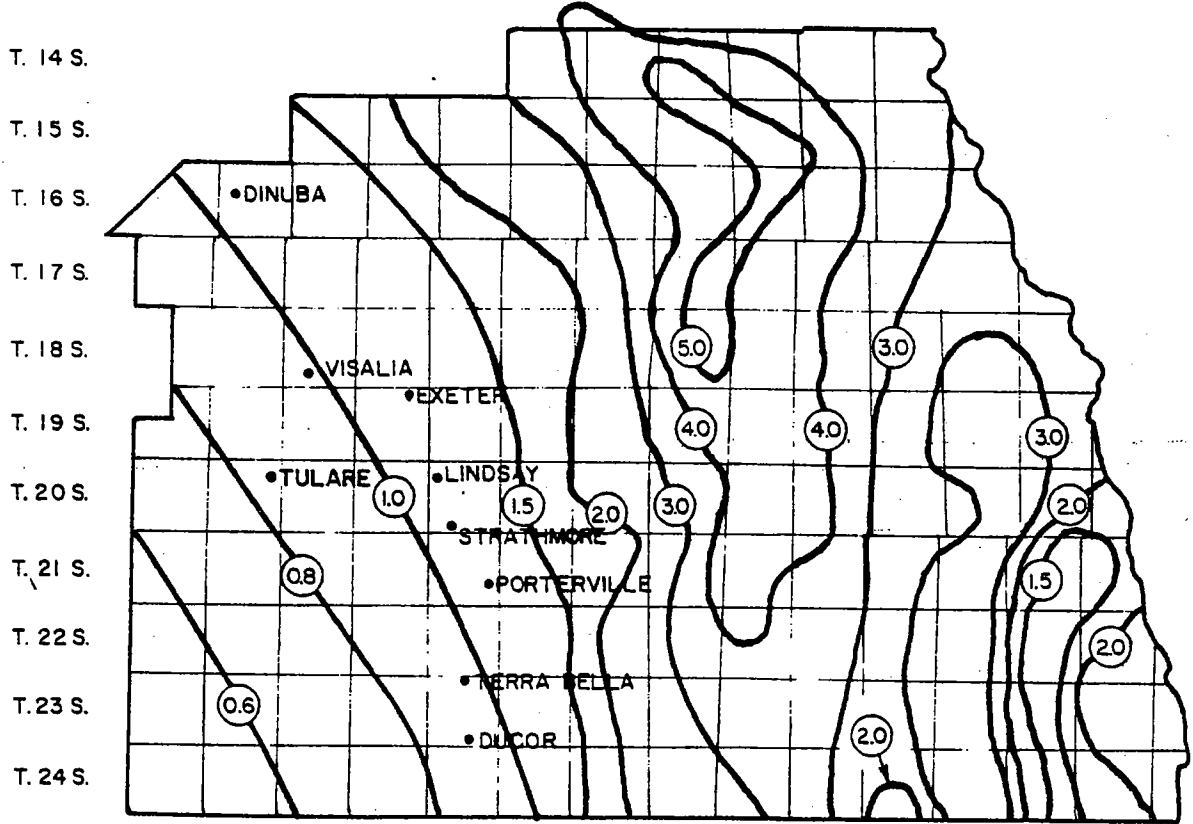 T. 14 S.
T. 15 S.
T. 16 S.
DINUBA
T. 17 S.
T. 18 S.
5.0
3.0
VISALIA
EXETER
T. 19 S.
4.0
4.0
3.0
TULARE
LINDSAY
T. 20 S.
1.0
1.5
2.0
3.0
2.0
STRATHMORE
T. 21 S.
0.8
PORTERVILLE
1.5
T. 22 S.
2.0
TERRA BELLA
T. 23 S.
0.6
DUCOR
2.0
T. 24 S.